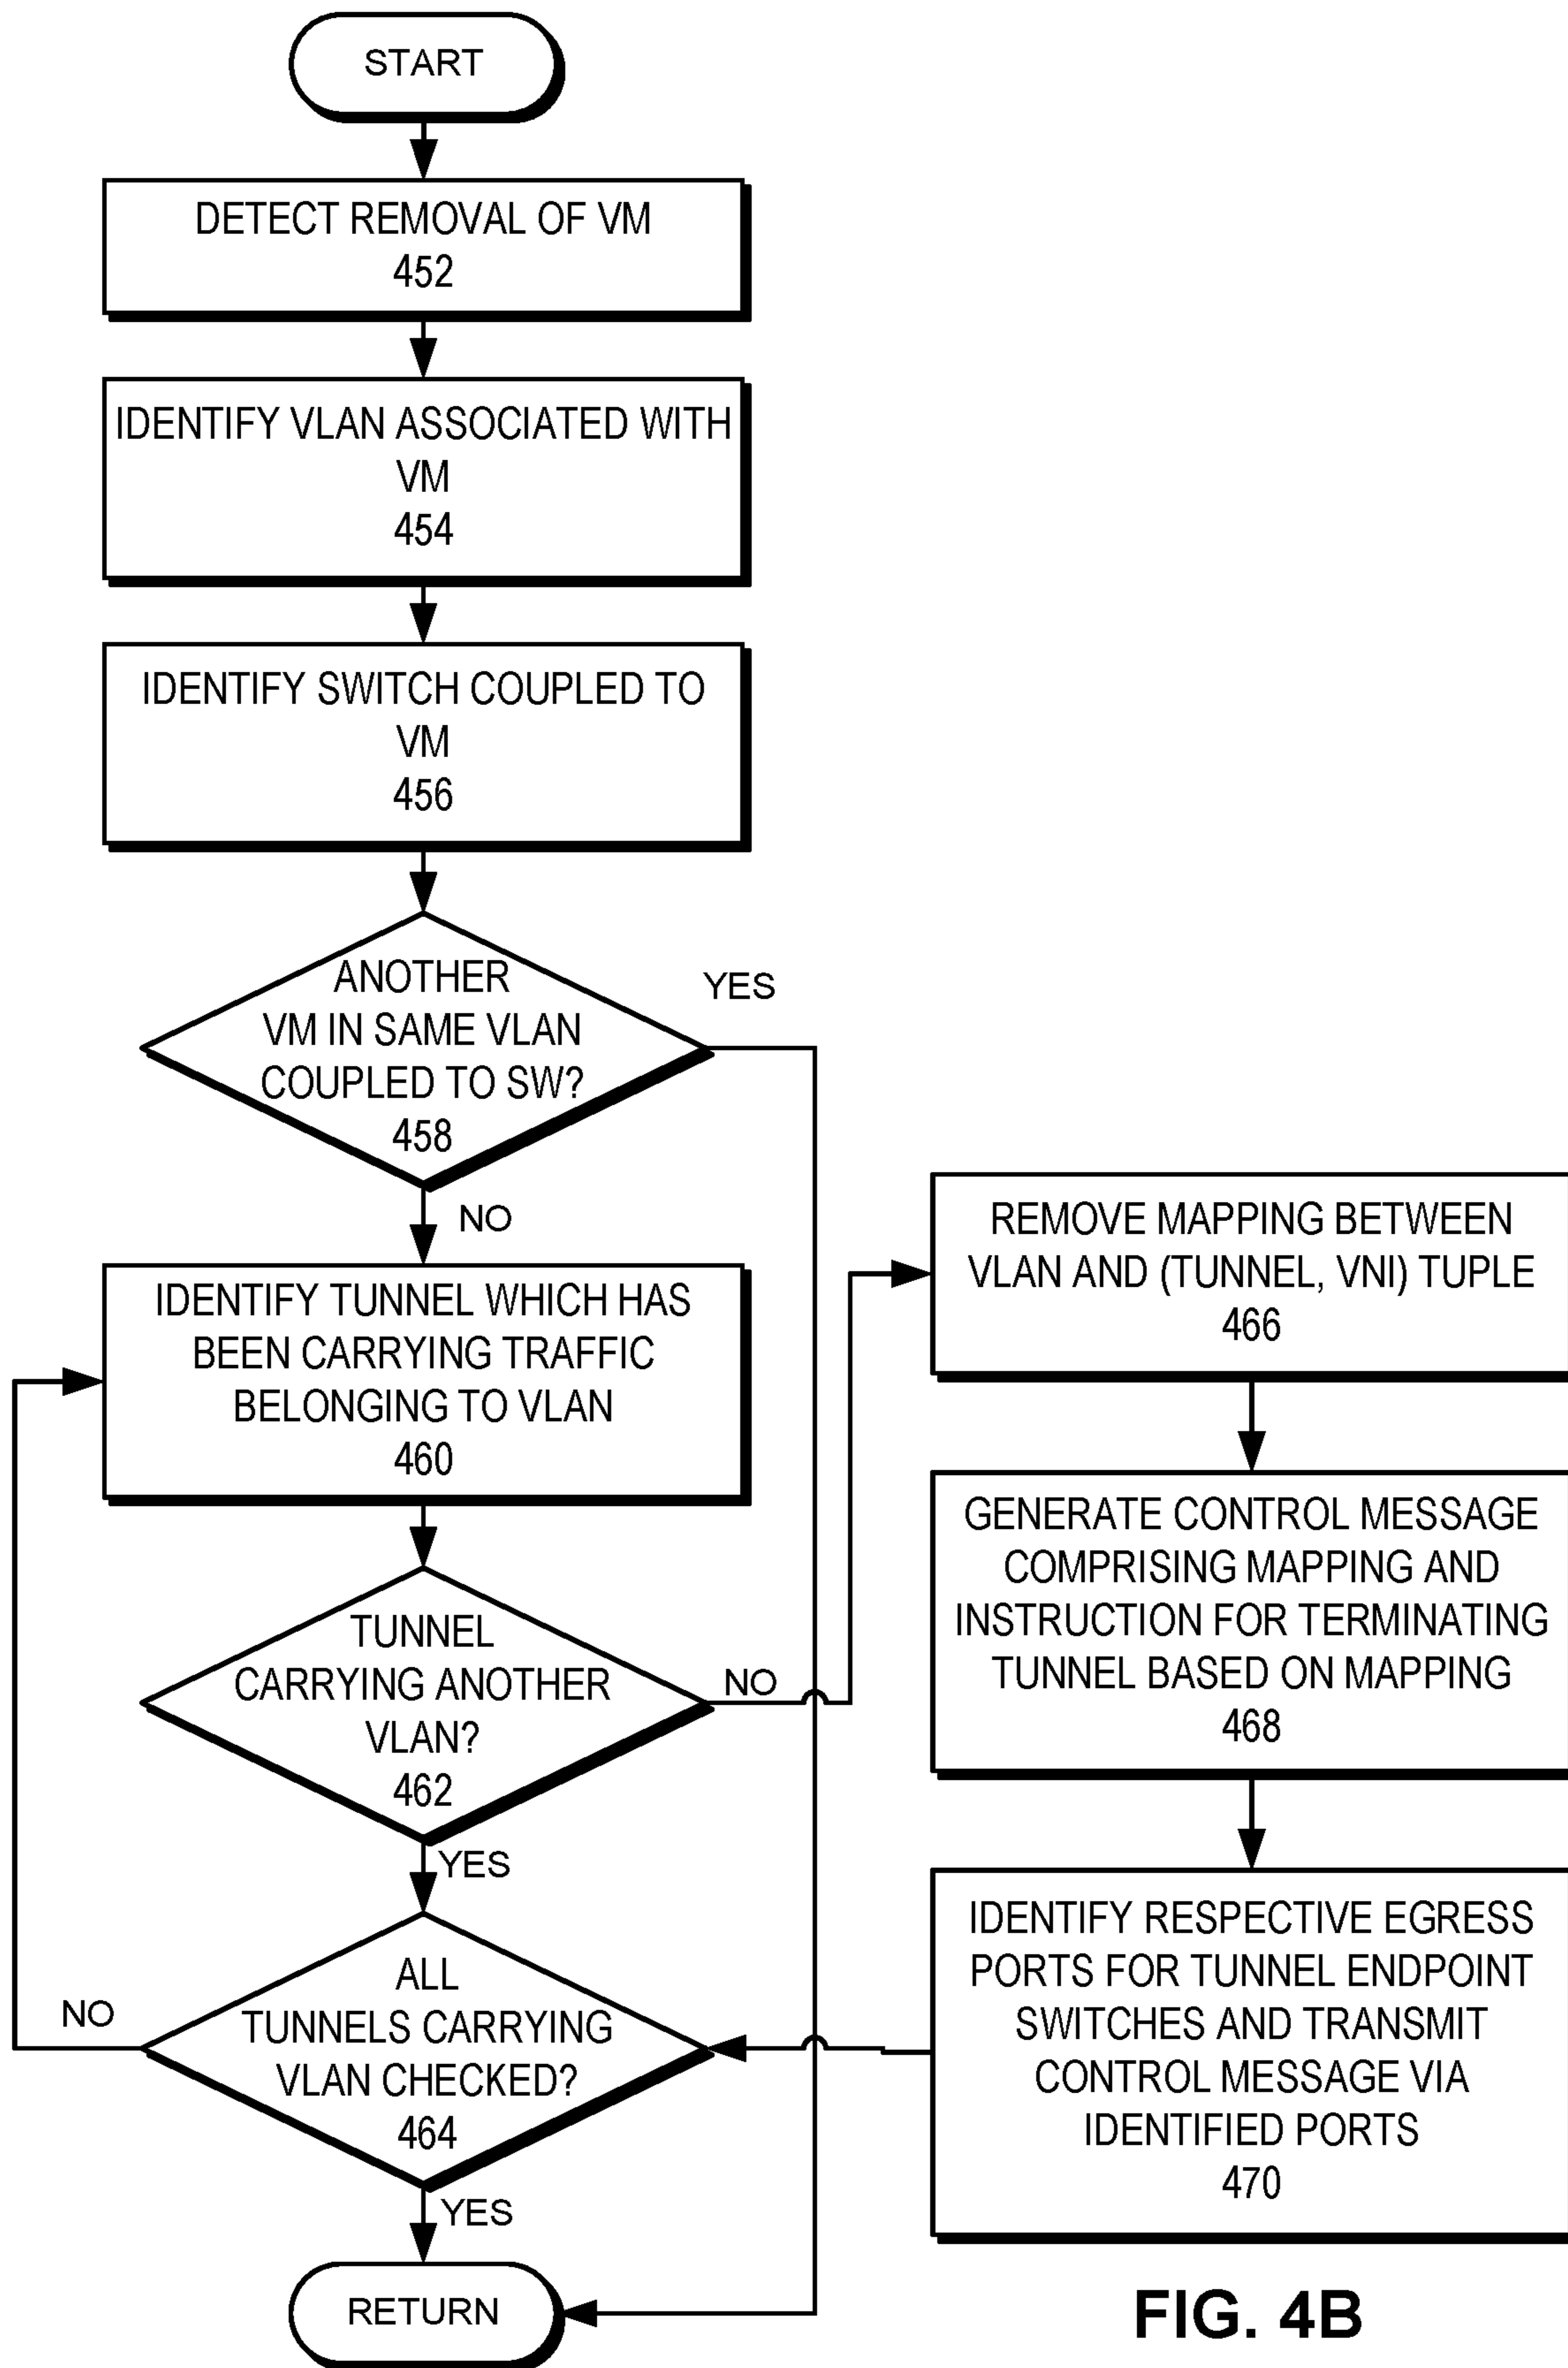 START
DETECT REMOVAL OF VM
452
IDENTIFY VLAN ASSOCIATED WITH
VM
454
IDENTIFY SWITCH COUPLED TO
VM
456
ANOTHER
VM IN SAME VLAN
COUPLED TO SW?
458
YES
NO
IDENTIFY TUNNEL WHICH HAS
BEEN CARRYING TRAFFIC
BELONGING TO VLAN
460
TUNNEL
CARRYING ANOTHER
VLAN?
462
NO
YES
ALL
TUNNELS CARRYING
VLAN CHECKED?
464
NO
YES
RETURN
REMOVE MAPPING BETWEEN
VLAN AND (TUNNEL, VNI) TUPLE
466
GENERATE CONTROL MESSAGE
COMPRISING MAPPING AND
INSTRUCTION FOR TERMINATING
TUNNEL BASED ON MAPPING
468
IDENTIFY RESPECTIVE EGRESS
PORTS FOR TUNNEL ENDPOINT
SWITCHES AND TRANSMIT
CONTROL MESSAGE VIA
IDENTIFIED PORTS
470
FIG. 4B